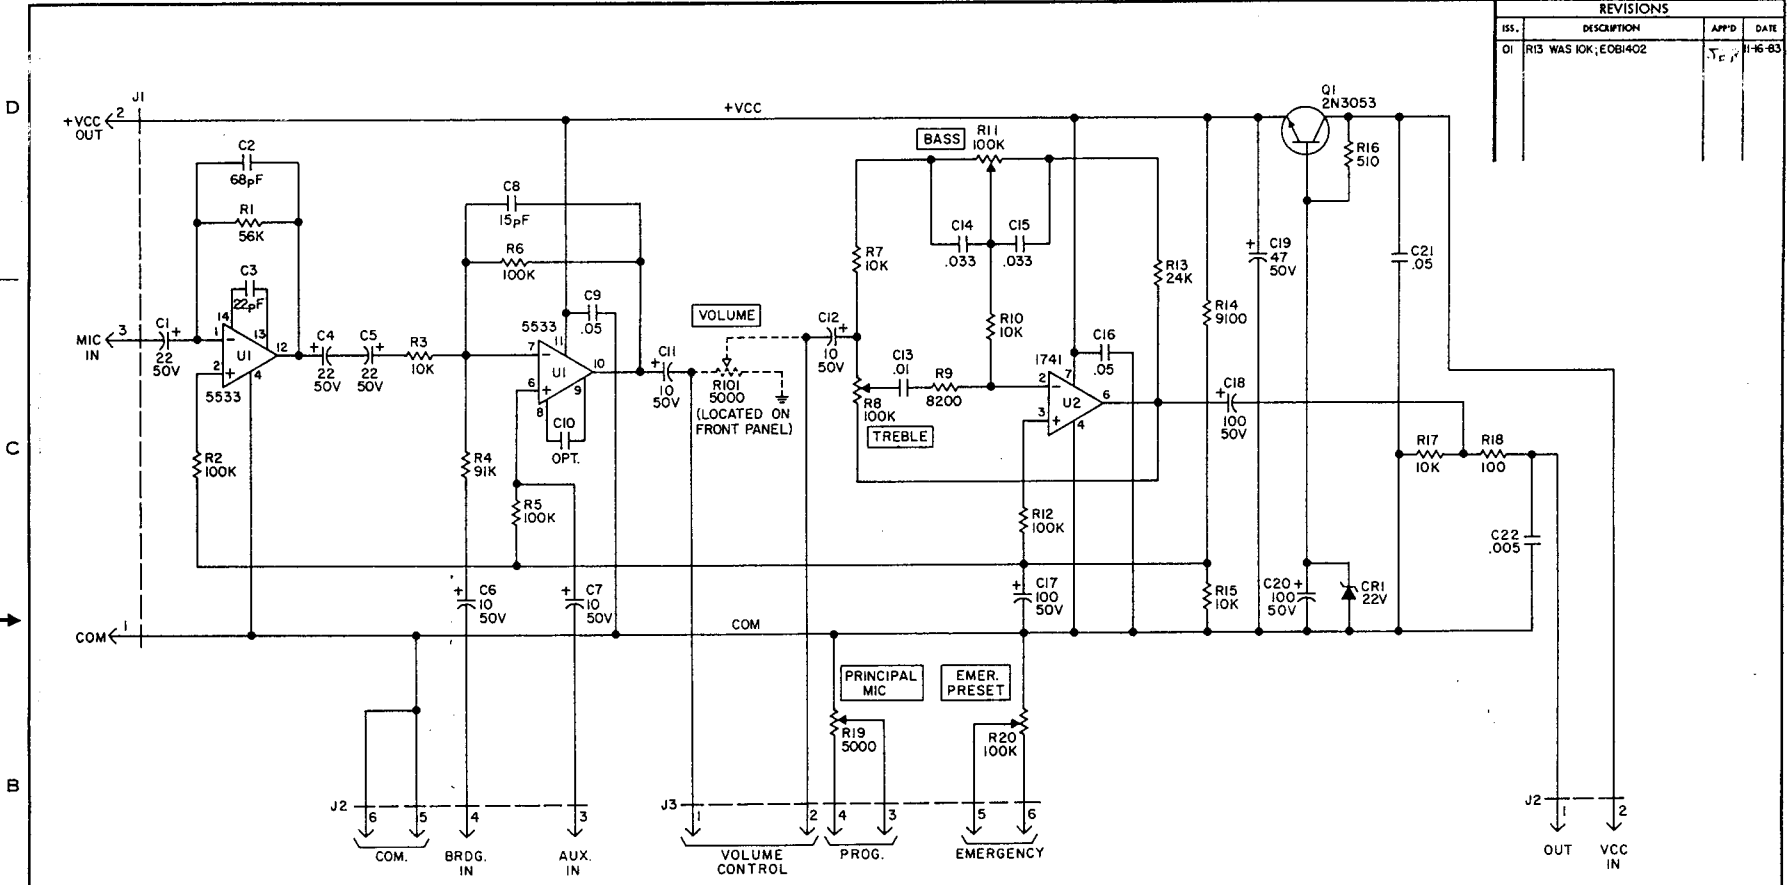 REVISIONS
ISS. DESCRIPTION APP'D DATE
01 R13 WAS 10K; EOB1402 11-16-83
D
J1
+VCC OUT
2
+VCC
Q1
2N3053
R16
510
C2
68pF
R1
56K
C3
22pF
14
13
1
2
12
4
U1
5533
MIC IN
3
C1
22
50V
C4
22
50V
C5
22
50V
R3
10K
C8
15pF
R6
100K
C9
.05
5533
11
7
6
8
9
10
U1
C10
OPT.
C11
10
50V
VOLUME
R101
5000
(LOCATED ON
FRONT PANEL)
C12
10
50V
BASS
R11
100K
C14
.033
C15
.033
R7
10K
R10
10K
R13
24K
C13
.01
R9
8200
R8
100K
TREBLE
1741
2
3
7
4
6
U2
C16
.05
C18
100
50V
R14
9100
C19
47
50V
C21
.05
R17
10K
R18
100
C
R2
100K
R4
91K
R5
100K
R12
100K
C22
.005
C6
10
50V
C7
10
50V
C17
100
50V
R15
10K
C20
100
50V
CR1
22V
COM
1
COM
PRINCIPAL
MIC
EMER.
PRESET
R19
5000
R20
100K
B
J2
6
5
4
3
J3
1
2
4
3
5
6
J2
1
2
COM.
BRDG.
IN
AUX.
IN
VOLUME
CONTROL
PROG.
EMERGENCY
OUT
VCC
IN